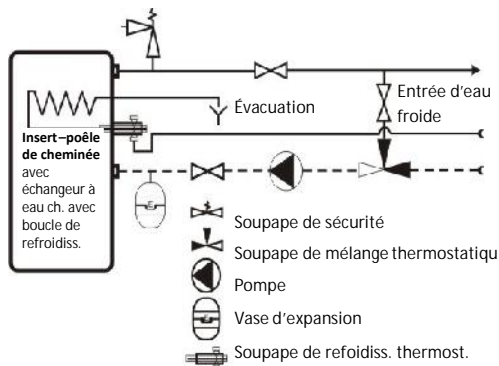 Évacuation
Entrée d'eau
froide
Insert–poêle
de cheminée
avec
échangeur à
eau ch. avec
boucle de
refroidiss.
Soupape de sécurité
Soupape de mélange thermostatiqu
Pompe
Vase d'expansion
Soupape de refoidiss. thermost.